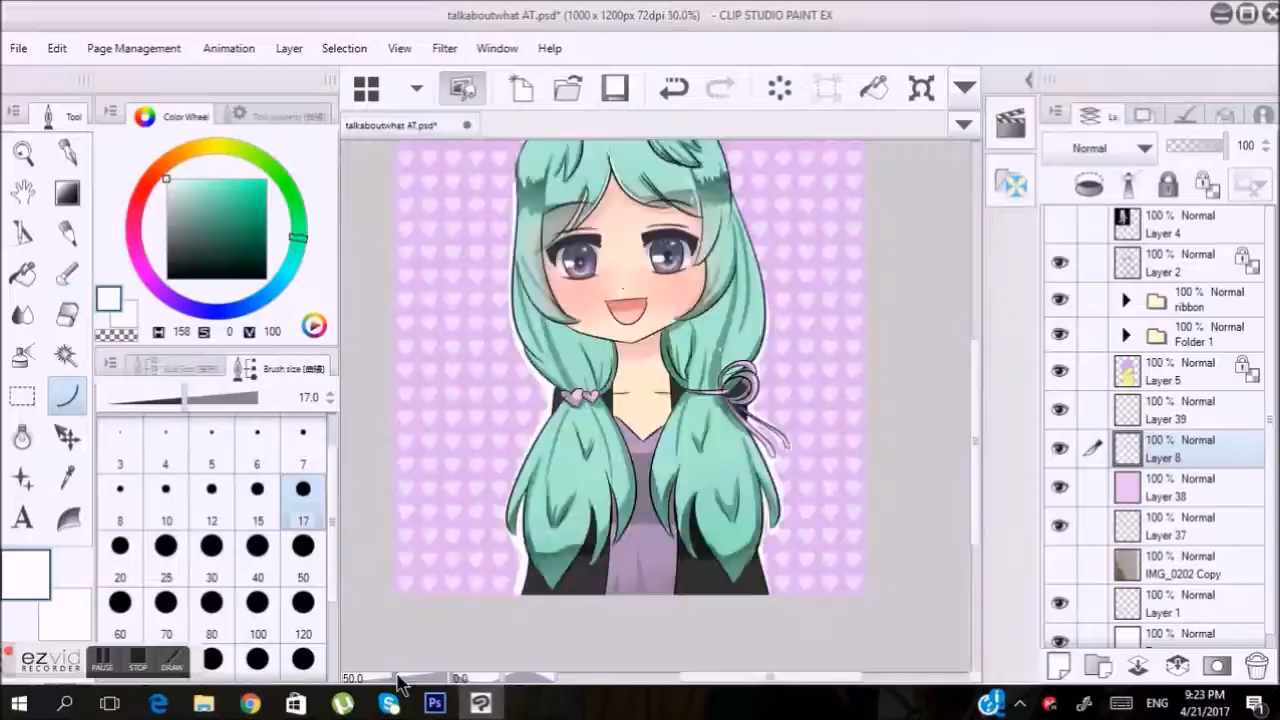 talkaboutwhat AT.psd* (1000 x 1200px 72dpi 50.0%) - CLIP STUDIO PAINT EX
File Edit Page Management Animation Layer Selection View Filter Window Help
Tool
Color Wheel
Tool property
talkaboutwhat AT.psd*
La
Normal 100
100 % Normal
Layer 4
100 % Normal
Layer 2
100 % Normal
ribbon
100 % Normal
Folder 1
100 % Normal
Layer 5
100 % Normal
Layer 39
100 % Normal
Layer 8
100 % Normal
Layer 38
100 % Normal
Layer 37
100 % Normal
IMG_0202 Copy
100 % Normal
Layer 1
100 % Normal
H 158 S 0 V 100
Brush size
17.0
3 4 5 6 7
8 10 12 15 17
20 25 30 40 50
60 70 80 100 120
A
ezvid
RECORDER
PAUSE STOP DRAW
50.0 0.0
Ps
ENG
9:23 PM
4/21/2017